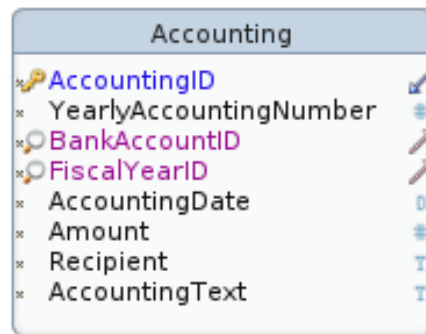 Accounting
AccountingID
YearlyAccountingNumber #
BankAccountID
FiscalYearID
AccountingDate D
Amount #
Recipient T
AccountingText T